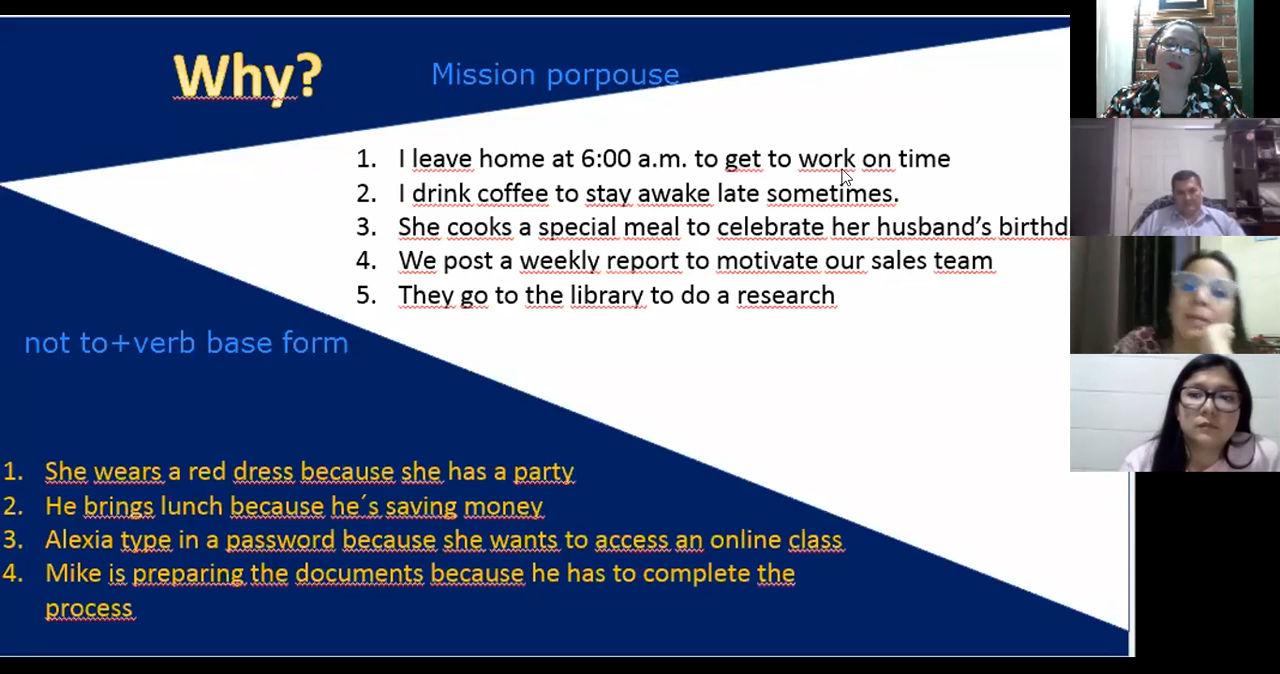 Why?
Mission porpouse
1. I leave home at 6:00 a.m. to get to work on time
2. I drink coffee to stay awake late sometimes.
3. She cooks a special meal to celebrate her husband’s birthd
4. We post a weekly report to motivate our sales team
5. They go to the library to do a research
not to+verb base form
1. She wears a red dress because she has a party
2. He brings lunch because he´s saving money
3. Alexia type in a password because she wants to access an online class
4. Mike is preparing the documents because he has to complete the
process